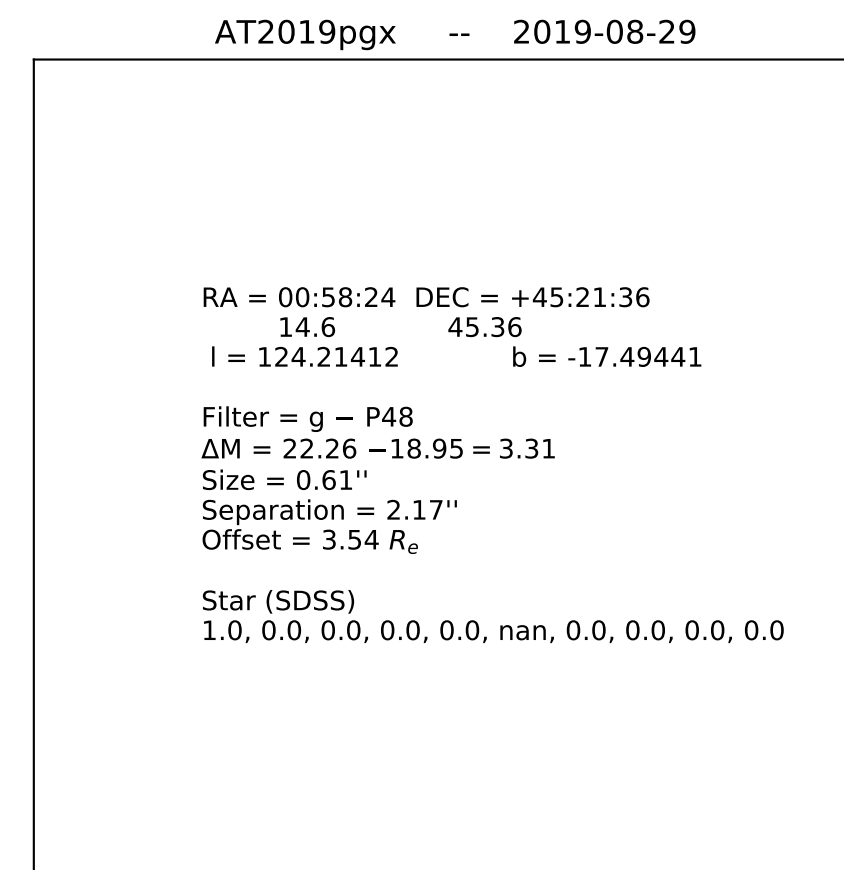 AT2019pgx -- 2019-08-29
RA = 00:58:24 DEC = +45:21:36
14.6 45.36
l = 124.21412 b = -17.49441
Filter = g − P48
ΔM = 22.26 −18.95 = 3.31
Size = 0.61''
Separation = 2.17''
Offset = 3.54 Rₑ
Star (SDSS)
1.0, 0.0, 0.0, 0.0, 0.0, nan, 0.0, 0.0, 0.0, 0.0